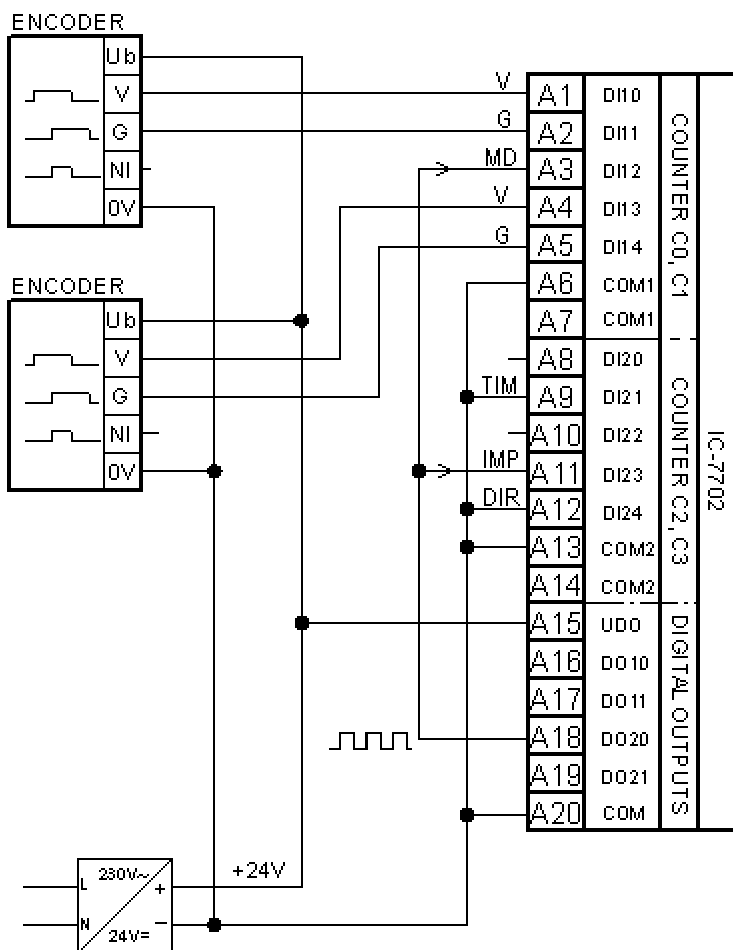 ENCODER
Ub
V
G
NI
0V
ENCODER
Ub
V
G
NI
0V
V
G
MD
V
G
TIM
IMP
DIR
A1 DI10
A2 DI11
A3 DI12
A4 DI13
A5 DI14
A6 COM1
A7 COM1
A8 DI20
A9 DI21
A10 DI22
A11 DI23
A12 DI24
A13 COM2
A14 COM2
A15 UDO
A16 DO10
A17 DO11
A18 DO20
A19 DO21
A20 COM
COUNTER C0, C1
COUNTER C2, C3
DIGITAL OUTPUTS
IC-7702
L 230V~ +
N 24V= −
+24V